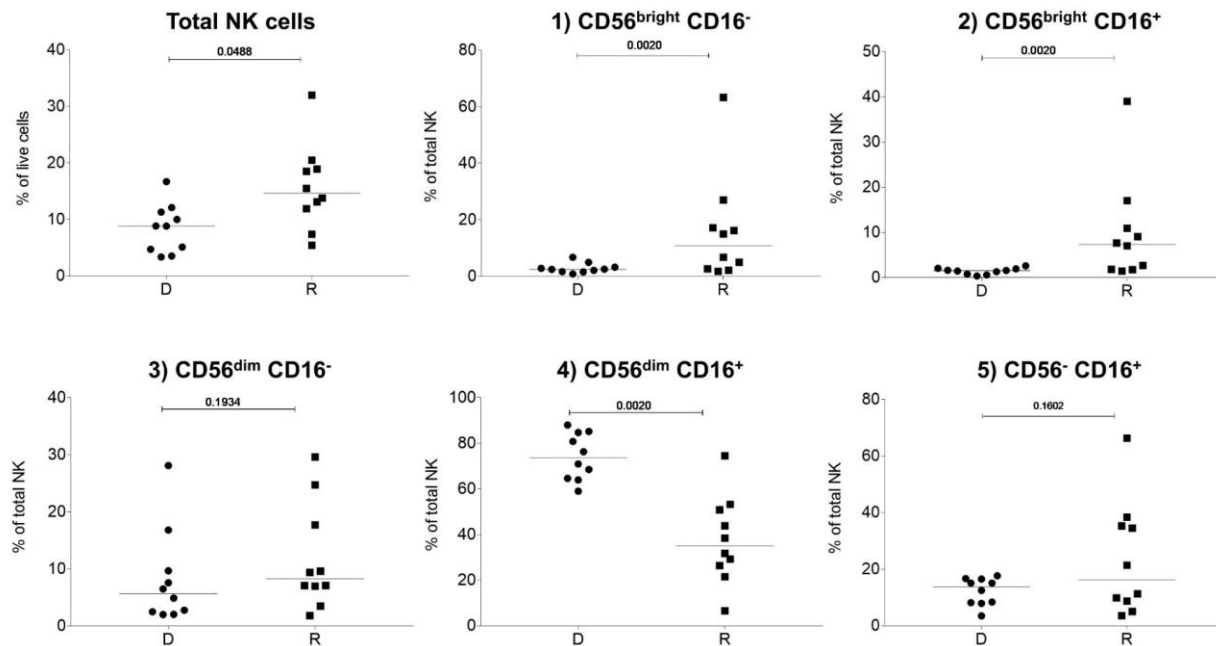 Total NK cells
40
30
20
10
0
% of live cells
0.0488
D R
1) CD56bright CD16-
80
60
40
20
0
% of total NK
0.0020
D R
2) CD56bright CD16+
50
40
30
20
10
0
% of total NK
0.0020
D R
3) CD56dim CD16-
40
30
20
10
0
% of total NK
0.1934
D R
4) CD56dim CD16+
100
80
60
40
20
0
% of total NK
0.0020
D R
5) CD56- CD16+
80
60
40
20
0
% of total NK
0.1602
D R